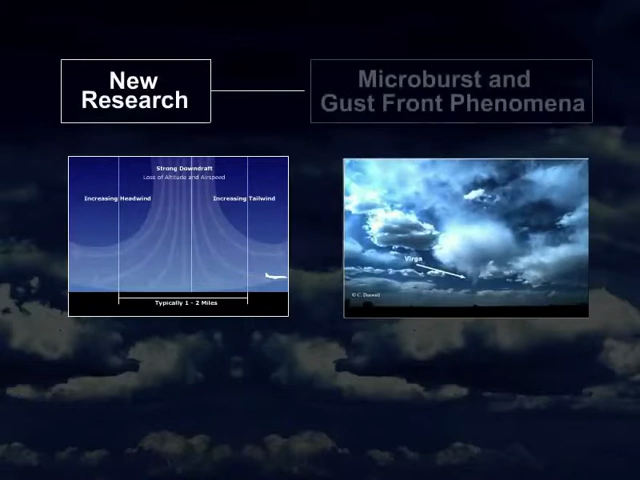 New
Research
Microburst and
Gust Front Phenomena
Strong Downdraft
Loss of Altitude and Airspeed
Increasing Headwind
Increasing Tailwind
Typically 1 - 2 Miles
Virga